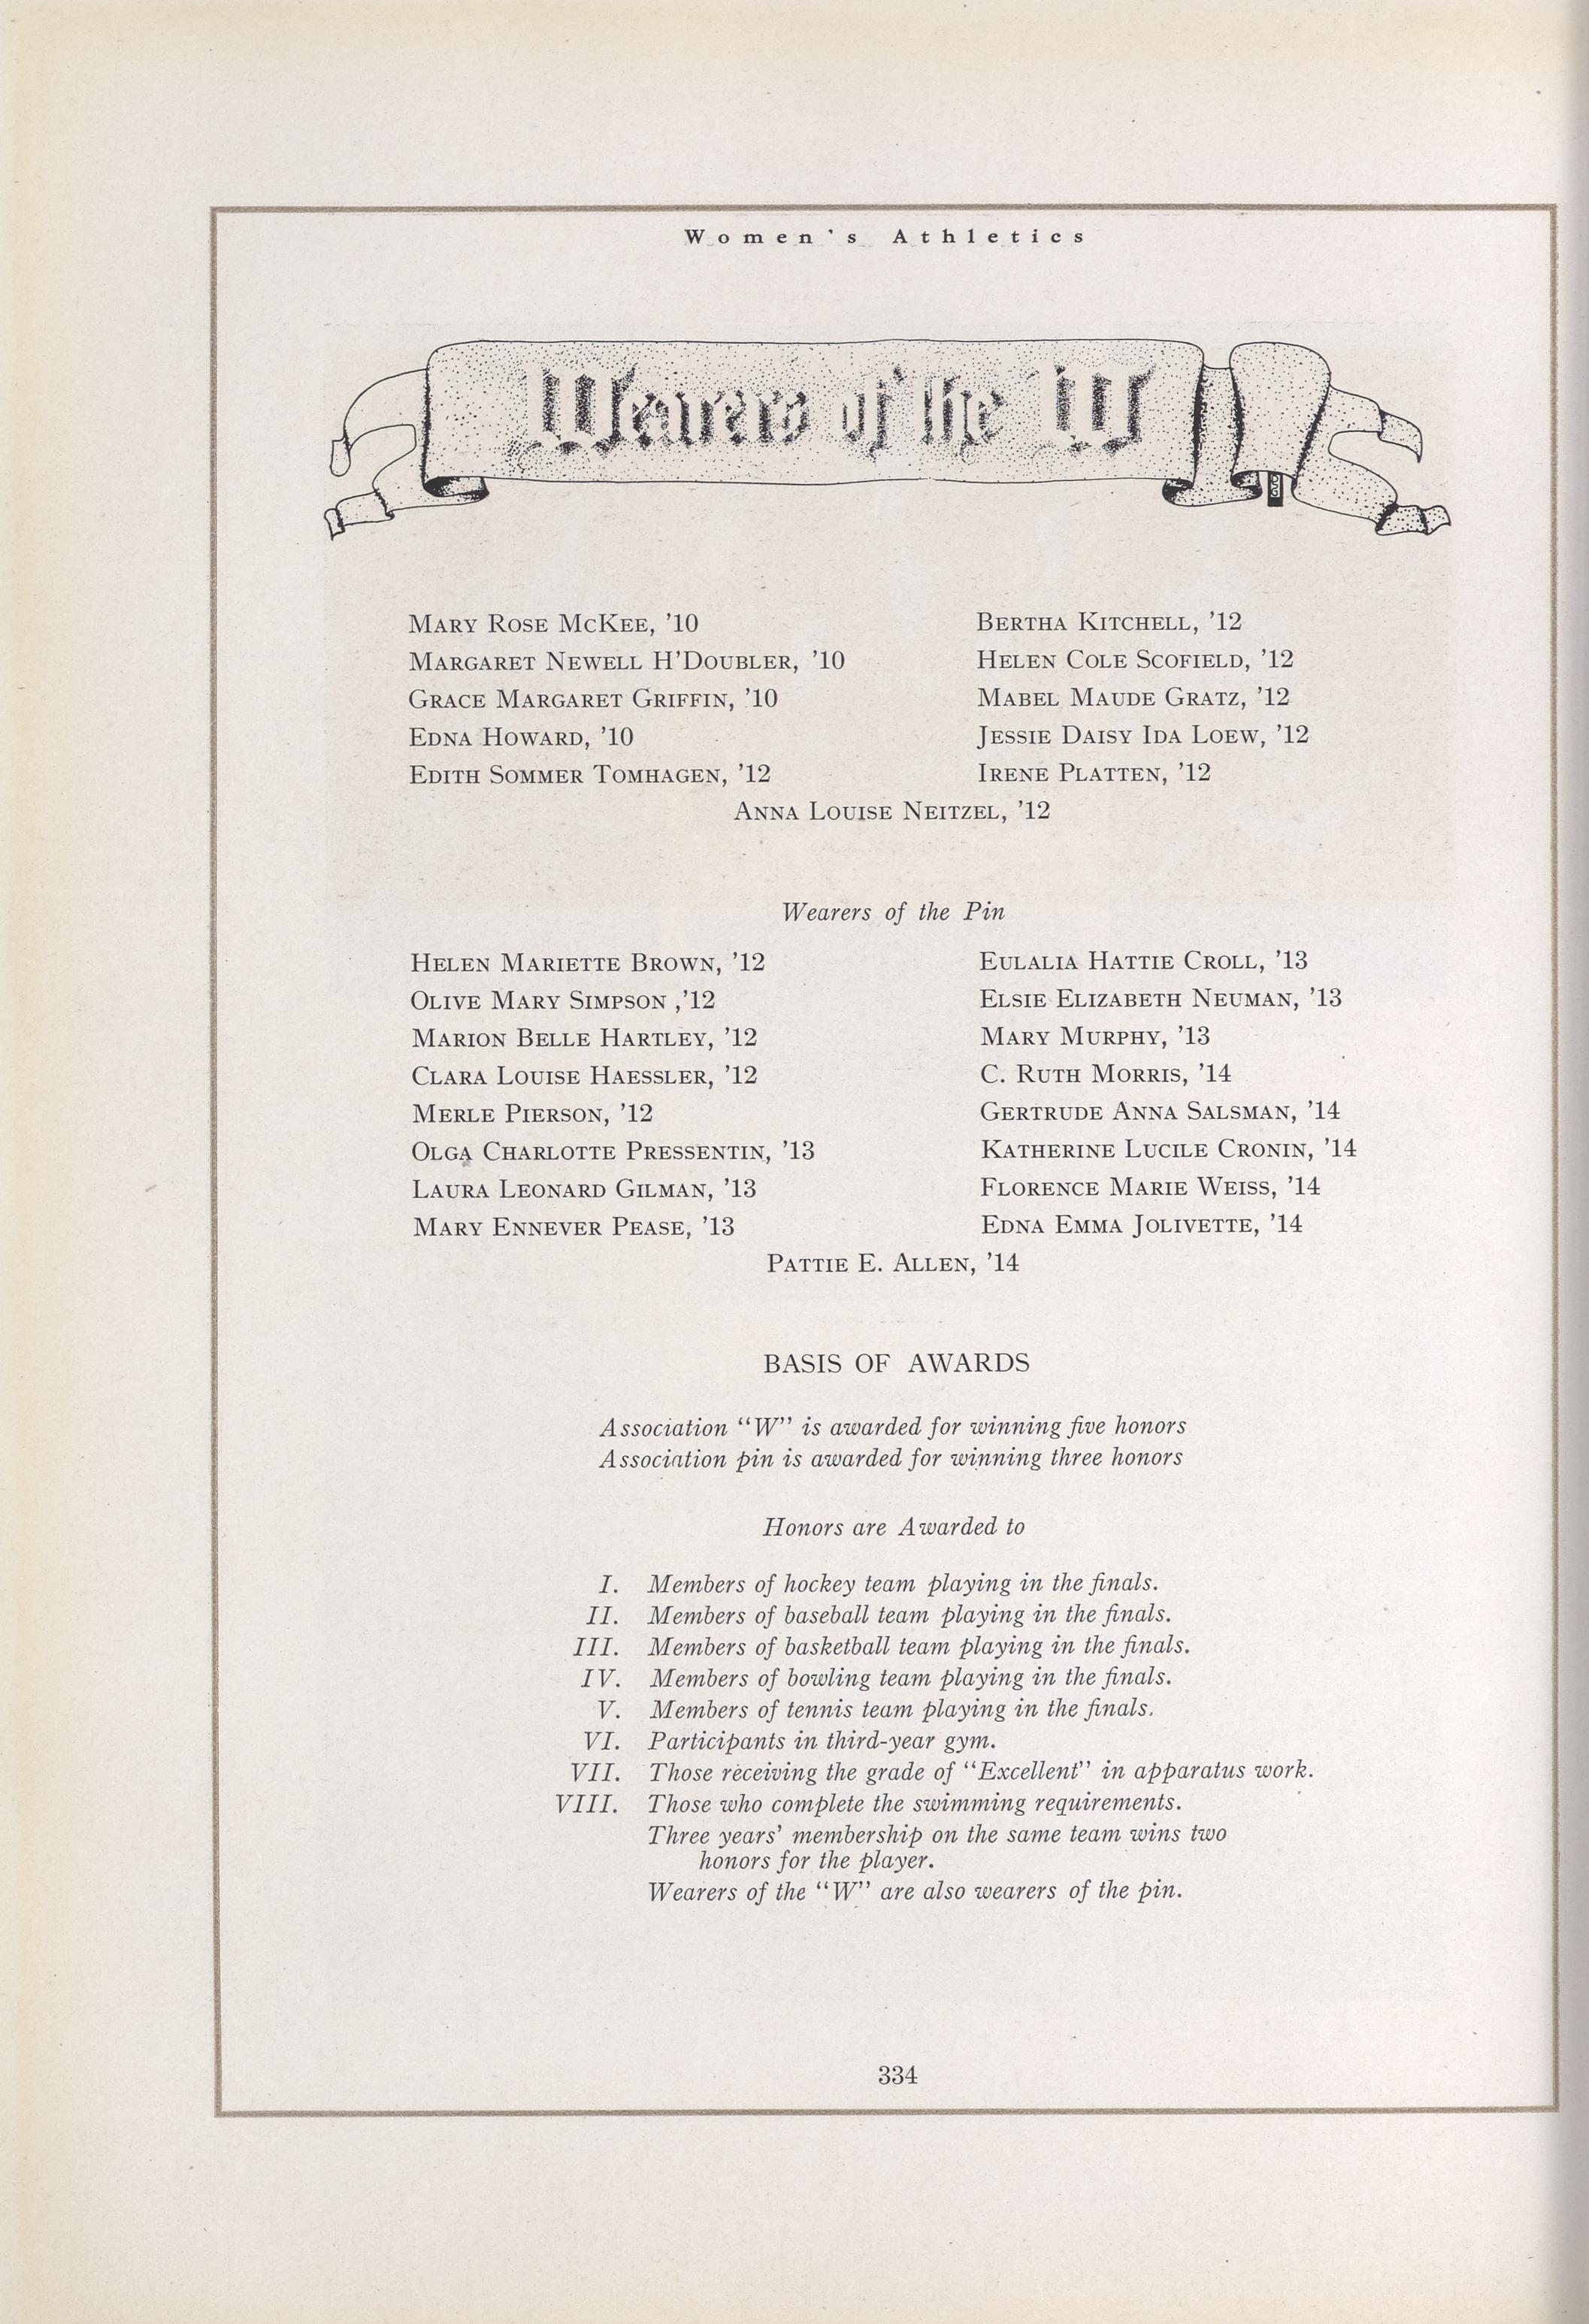 Women's Athletics
Wearers of the W
Mary Rose McKee, '10
Margaret Newell H'Doubler, '10
Grace Margaret Griffin, '10
Edna Howard, '10
Edith Sommer Tomhagen, '12
Bertha Kitchell, '12
Helen Cole Scofield, '12
Mabel Maude Gratz, '12
Jessie Daisy Ida Loew, '12
Irene Platten, '12
Anna Louise Neitzel, '12
Wearers of the Pin
Helen Mariette Brown, '12
Olive Mary Simpson ,'12
Marion Belle Hartley, '12
Clara Louise Haessler, '12
Merle Pierson, '12
Olga Charlotte Pressentin, '13
Laura Leonard Gilman, '13
Mary Ennever Pease, '13
Eulalia Hattie Croll, '13
Elsie Elizabeth Neuman, '13
Mary Murphy, '13
C. Ruth Morris, '14
Gertrude Anna Salsman, '14
Katherine Lucile Cronin, '14
Florence Marie Weiss, '14
Edna Emma Jolivette, '14
Pattie E. Allen, '14
BASIS OF AWARDS
Association "W" is awarded for winning five honors
Association pin is awarded for winning three honors
Honors are Awarded to
I. Members of hockey team playing in the finals.
II. Members of baseball team playing in the finals.
III. Members of basketball team playing in the finals.
IV. Members of bowling team playing in the finals.
V. Members of tennis team playing in the finals.
VI. Participants in third-year gym.
VII. Those receiving the grade of "Excellent" in apparatus work.
VIII. Those who complete the swimming requirements.
Three years' membership on the same team wins two
honors for the player.
Wearers of the "W" are also wearers of the pin.
334